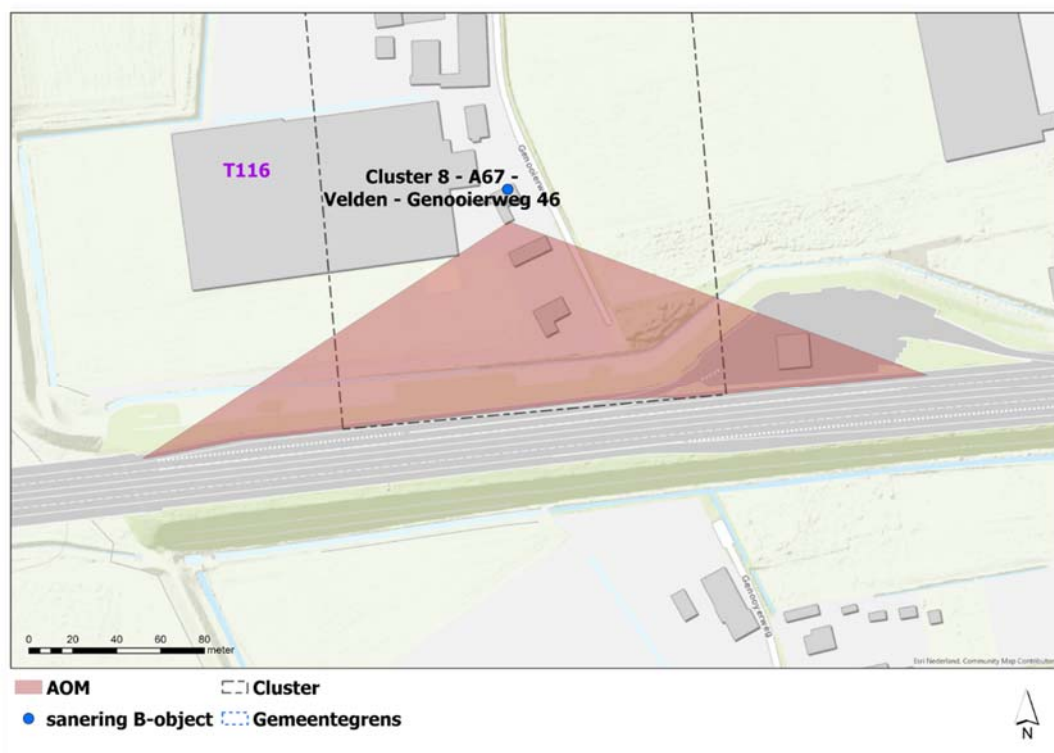 T116
Cluster 8 - A67 -
Velden - Genooierweg 46
Genooierweg
Genooyerweg
0 20 40 60 80
meter
Esri Nederland, Community Map Contributors
AOM
Cluster
sanering B-object
Gemeentegrens
N